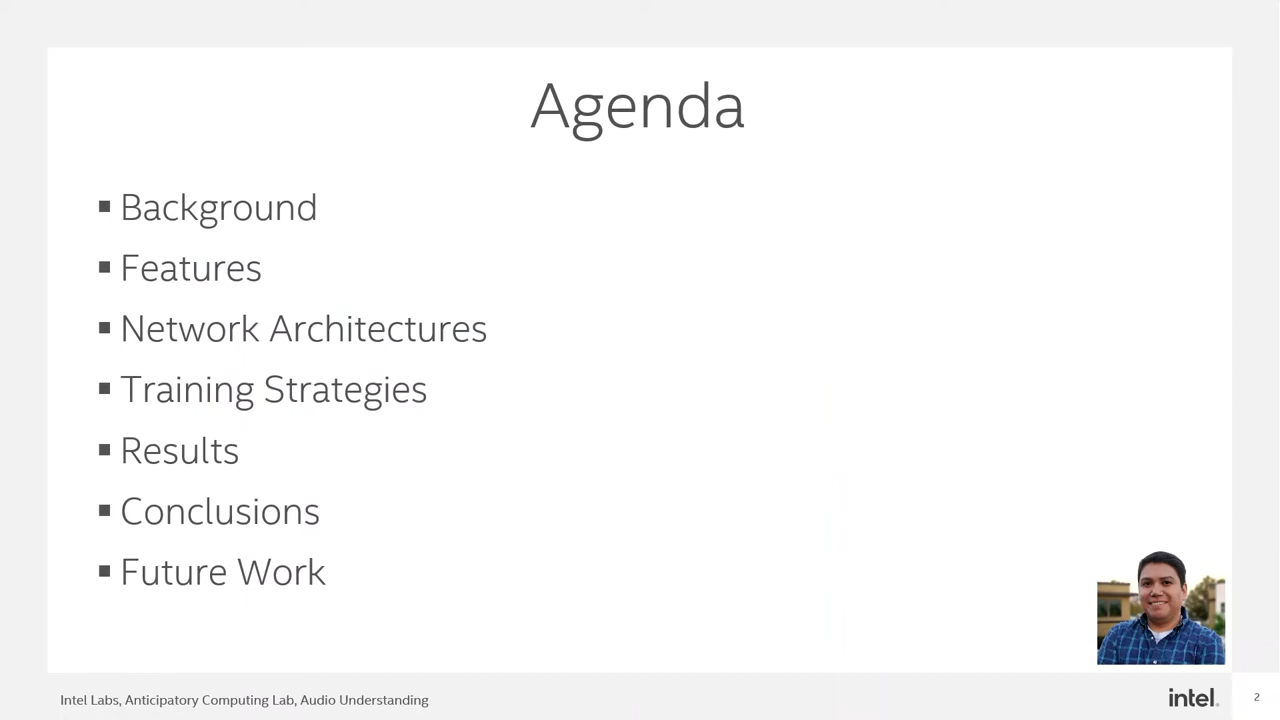 Agenda
▪ Background
▪ Features
▪ Network Architectures
▪ Training Strategies
▪ Results
▪ Conclusions
▪ Future Work
Intel Labs, Anticipatory Computing Lab, Audio Understanding
intel.
2